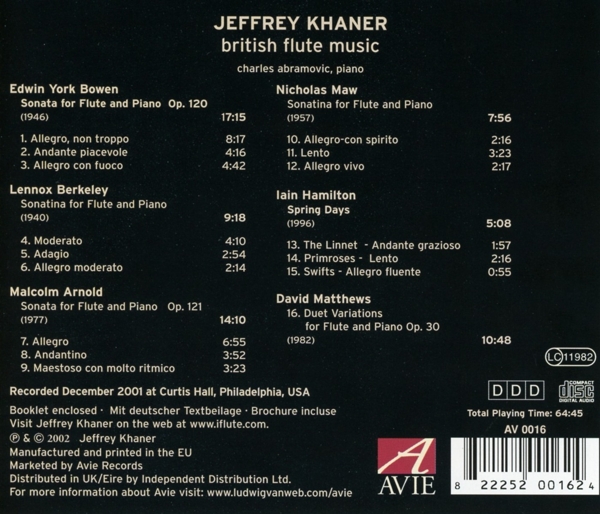 JEFFREY KHANER
british flute music
charles abramovic, piano
Edwin York Bowen
Sonata for Flute and Piano Op. 120
(1946) 17:15
1. Allegro, non troppo 8:17
2. Andante piacevole 4:16
3. Allegro con fuoco 4:42
Lennox Berkeley
Sonatina for Flute and Piano
(1940) 9:18
4. Moderato 4:10
5. Adagio 2:54
6. Allegro moderato 2:14
Malcolm Arnold
Sonata for Flute and Piano Op. 121
(1977) 14:10
7. Allegro 6:55
8. Andantino 3:52
9. Maestoso con molto ritmico 3:23
Nicholas Maw
Sonatina for Flute and Piano
(1957) 7:56
10. Allegro-con spirito 2:16
11. Lento 3:23
12. Allegro vivo 2:17
Iain Hamilton
Spring Days
(1996) 5:08
13. The Linnet - Andante grazioso 1:57
14. Primroses - Lento 2:16
15. Swifts - Allegro fluente 0:55
David Matthews
16. Duet Variations
for Flute and Piano Op. 30
(1982) 10:48
LC 11982
Recorded December 2001 at Curtis Hall, Philadelphia, USA
Booklet enclosed · Mit deutscher Textbeilage · Brochure incluse
Visit Jeffrey Khaner on the web at www.iflute.com.
℗ & © 2002 Jeffrey Khaner
Manufactured and printed in the EU
Marketed by Avie Records
Distributed in UK/Eire by Independent Distribution Ltd.
For more information about Avie visit: www.ludwigvanweb.com/avie
A
AVIE
DDD
COMPACT
disc
DIGITAL AUDIO
Total Playing Time: 64:45
AV 0016
8 22252 00162 4